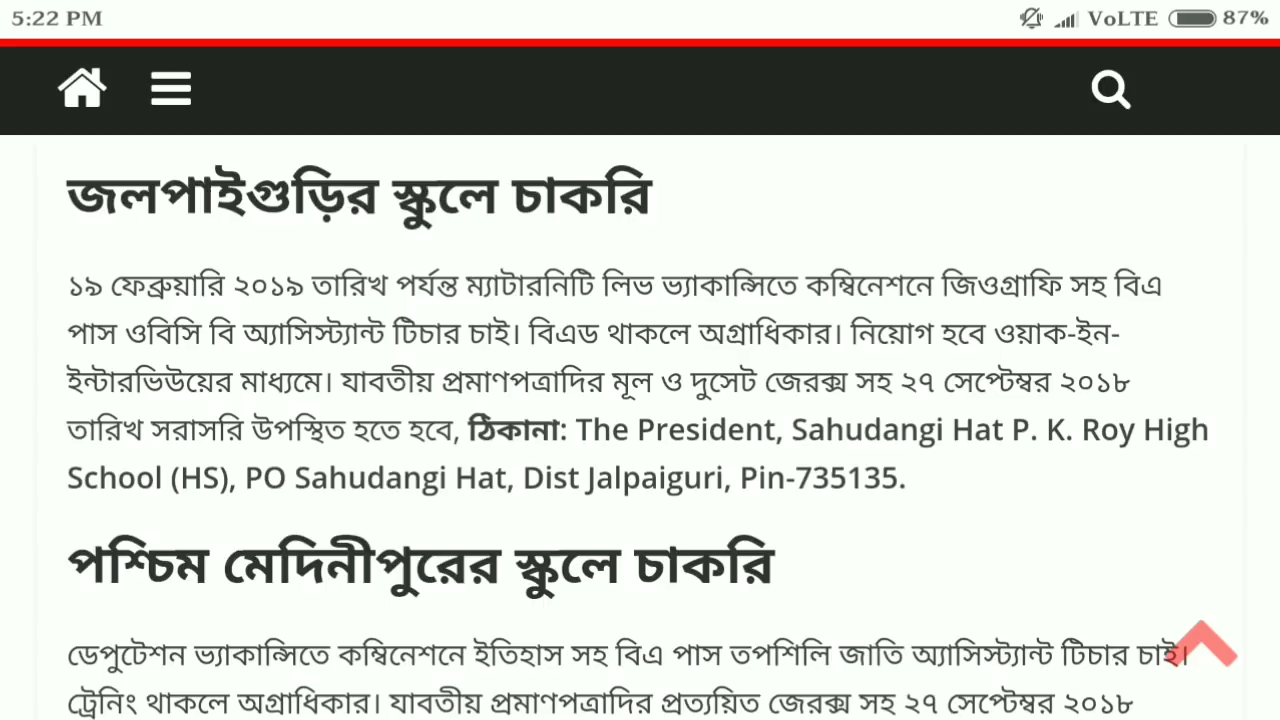 5:22 PM VoLTE 87%
জলপাইগুড়ির স্কুলে চাকরি
১৯ ফেব্রুয়ারি ২০১৯ তারিখ পর্যন্ত ম্যাটারনিটি লিভ ভ্যাকান্সিতে কম্বিনেশনে জিওগ্রাফি সহ বিএ
পাস ওবিসি বি অ্যাসিস্ট্যান্ট টিচার চাই। বিএড থাকলে অগ্রাধিকার। নিয়োগ হবে ওয়াক-ইন-
ইন্টারভিউয়ের মাধ্যমে। যাবতীয় প্রমাণপত্রাদির মূল ও দুসেট জেরক্স সহ ২৭ সেপ্টেম্বর ২০১৮
তারিখ সরাসরি উপস্থিত হতে হবে, ঠিকানা: The President, Sahudangi Hat P. K. Roy High
School (HS), PO Sahudangi Hat, Dist Jalpaiguri, Pin-735135.
পশ্চিম মেদিনীপুরের স্কুলে চাকরি
ডেপুটেশন ভ্যাকান্সিতে কম্বিনেশনে ইতিহাস সহ বিএ পাস তপশিলি জাতি অ্যাসিস্ট্যান্ট টিচার চাই।
ট্রেনিং থাকলে অগ্রাধিকার। যাবতীয় প্রমাণপত্রাদির প্রত্যয়িত জেরক্স সহ ২৭ সেপ্টেম্বর ২০১৮